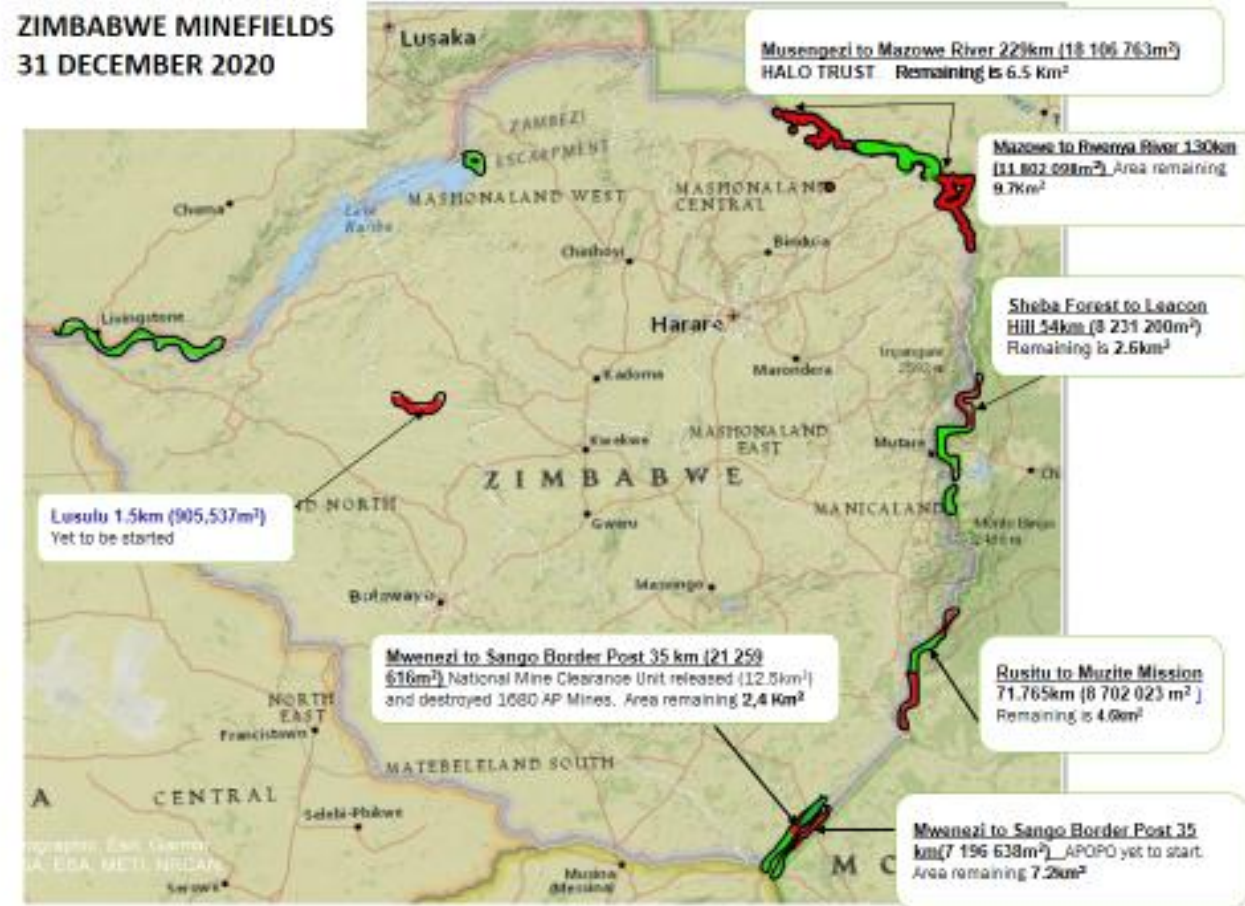 ZIMBABWE MINEFIELDS
31 DECEMBER 2020
Lusaka
Musengezi to Mazowe River 229km (18 106 763m²)
HALO TRUST Remaining is 6.5 Km²
ZAMBEZI
ESCARPMENT
Mazowe to Rwenya River 130km
(11 802 098m²) Area remaining
9.7Km²
MASHONALAND WEST
MASHONALAND
CENTRAL
Choma
Lake
Kariba
Chinhoyi
Bindura
Livingstone
Harare
Sheba Forest to Leacon
Hill 54km (8 231 200m²)
Remaining is 2.6km²
Inyangani
Kadoma
Marondera
Kwekwe
MASHONALAND
EAST
Mutare
ZIMBABWE
D NORTH
MANICALAND
Lusulu 1.5km (905,537m²)
Yet to be started
Gweru
Monte Binga
Masvingo
Bulawayo
Mwenezi to Sango Border Post 35 km (21 259
616m²) National Mine Clearance Unit released (12.5km²)
and destroyed 1680 AP Mines. Area remaining 2,4 Km²
Rusitu to Muzite Mission
71.765km (8 702 023 m² )
Remaining is 4.6km²
NORTH
EAST
Francistown
MATEBELELAND SOUTH
A
CENTRAL
Selebi-Phikwe
Mwenezi to Sango Border Post 35
km(7 196 638m²) APOPO yet to start.
Area remaining 7.2km²
M
Serowe
Musina
(Messina)